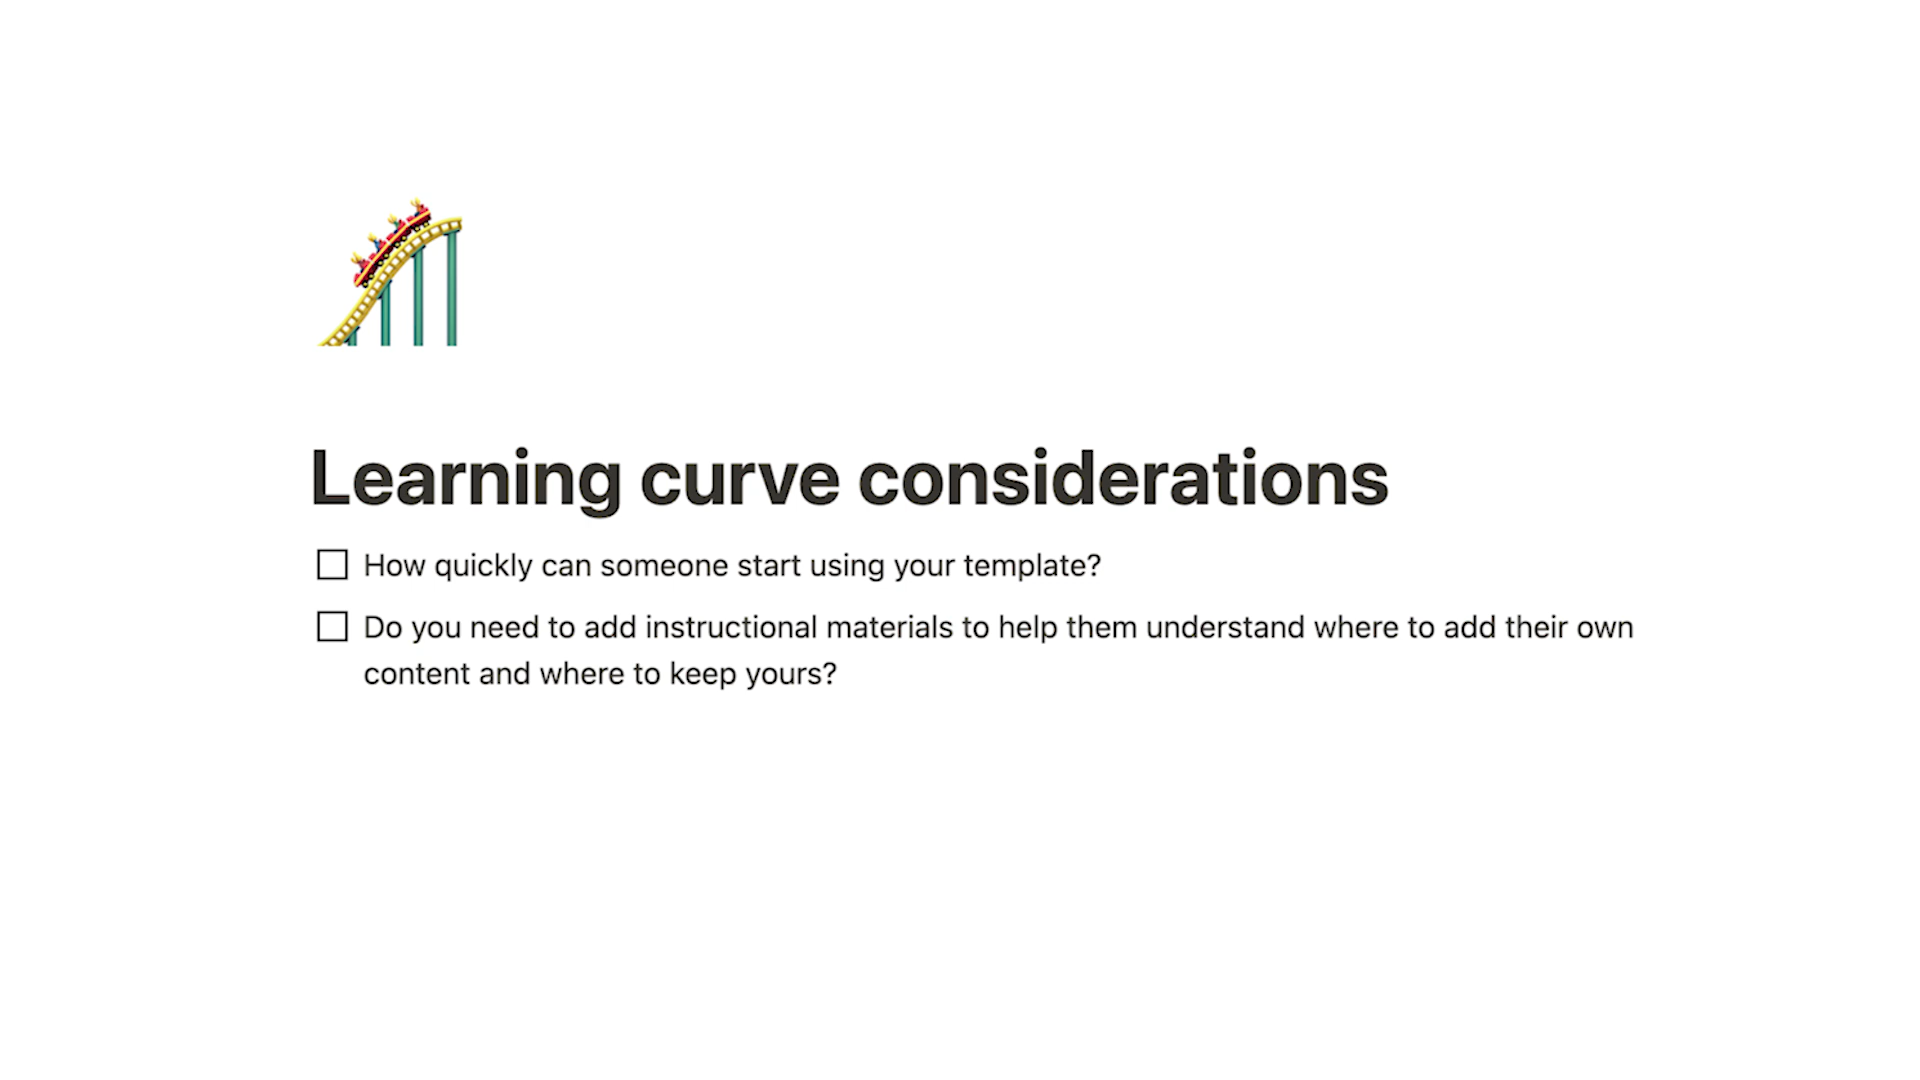 Learning curve considerations
How quickly can someone start using your template?
Do you need to add instructional materials to help them understand where to add their own
content and where to keep yours?